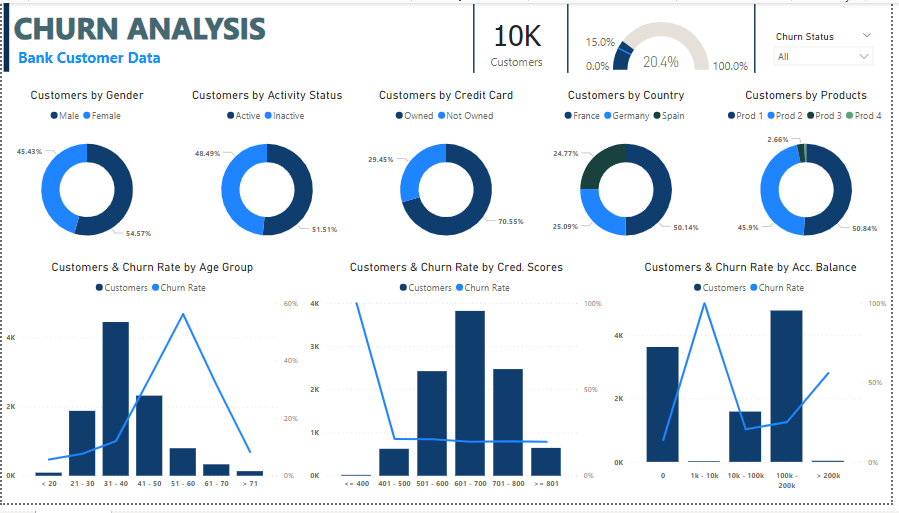 CHURN ANALYSIS
Bank Customer Data
10K
Customers
15.0%
0.0%
20.4%
100.0%
Churn Status
All
Customers by Gender
Male Female
45.43%
54.57%
Customers by Activity Status
Active Inactive
48.49%
51.51%
Customers by Credit Card
Owned Not Owned
29.45%
70.55%
Customers by Country
France Germany Spain
24.77%
25.09%
50.14%
Customers by Products
Prod 1 Prod 2 Prod 3 Prod 4
2.66%
45.9%
50.84%
Customers & Churn Rate by Age Group
Customers Churn Rate
4K
2K
0K
60%
40%
20%
0%
< 20 21 - 30 31 - 40 41 - 50 51 - 60 61 - 70 > 71
Customers & Churn Rate by Cred. Scores
Customers Churn Rate
4K
3K
2K
1K
0K
100%
50%
0%
<= 400 401 - 500 501 - 600 601 - 700 701 - 800 >= 801
Customers & Churn Rate by Acc. Balance
Customers Churn Rate
4K
2K
0K
100%
50%
0%
0 1k - 10k 10k - 100k 100k - 200k > 200k